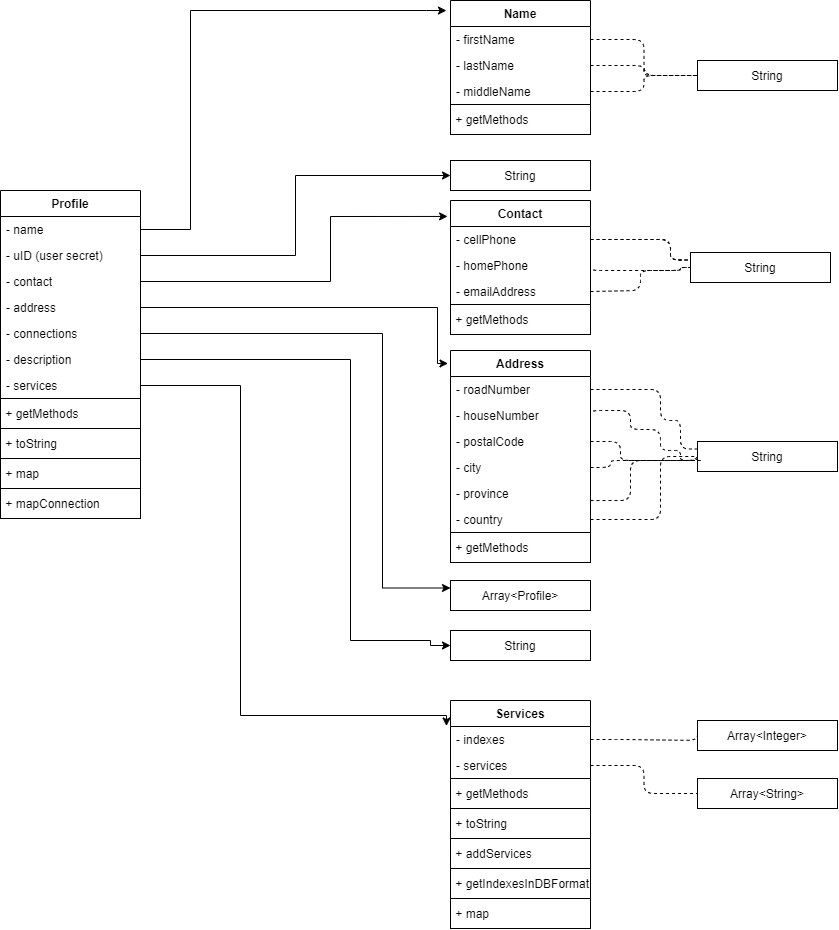 Name
- firstName
- lastName
- middleName
+ getMethods
String
String
Profile
- name
- uID (user secret)
- contact
- address
- connections
- description
- services
+ getMethods
+ toString
+ map
+ mapConnection
Contact
- cellPhone
- homePhone
- emailAddress
+ getMethods
String
Address
- roadNumber
- houseNumber
- postalCode
- city
- province
- country
+ getMethods
String
Array<Profile>
String
Services
- indexes
- services
+ getMethods
+ toString
+ addServices
+ getIndexesInDBFormat
+ map
Array<Integer>
Array<String>